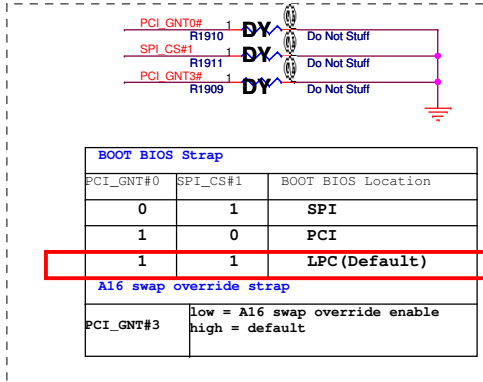 PCI_GNT0# 1 DY
R1910 Do Not Stuff
SPI_CS#1 1 DY
R1911 Do Not Stuff
PCI_GNT3# 1 DY
R1909 Do Not Stuff
BOOT BIOS Strap
PCI_GNT#0 SPI_CS#1 BOOT BIOS Location
0 1 SPI
1 0 PCI
1 1 LPC(Default)
A16 swap override strap
PCI_GNT#3 low = A16 swap override enable
high = default